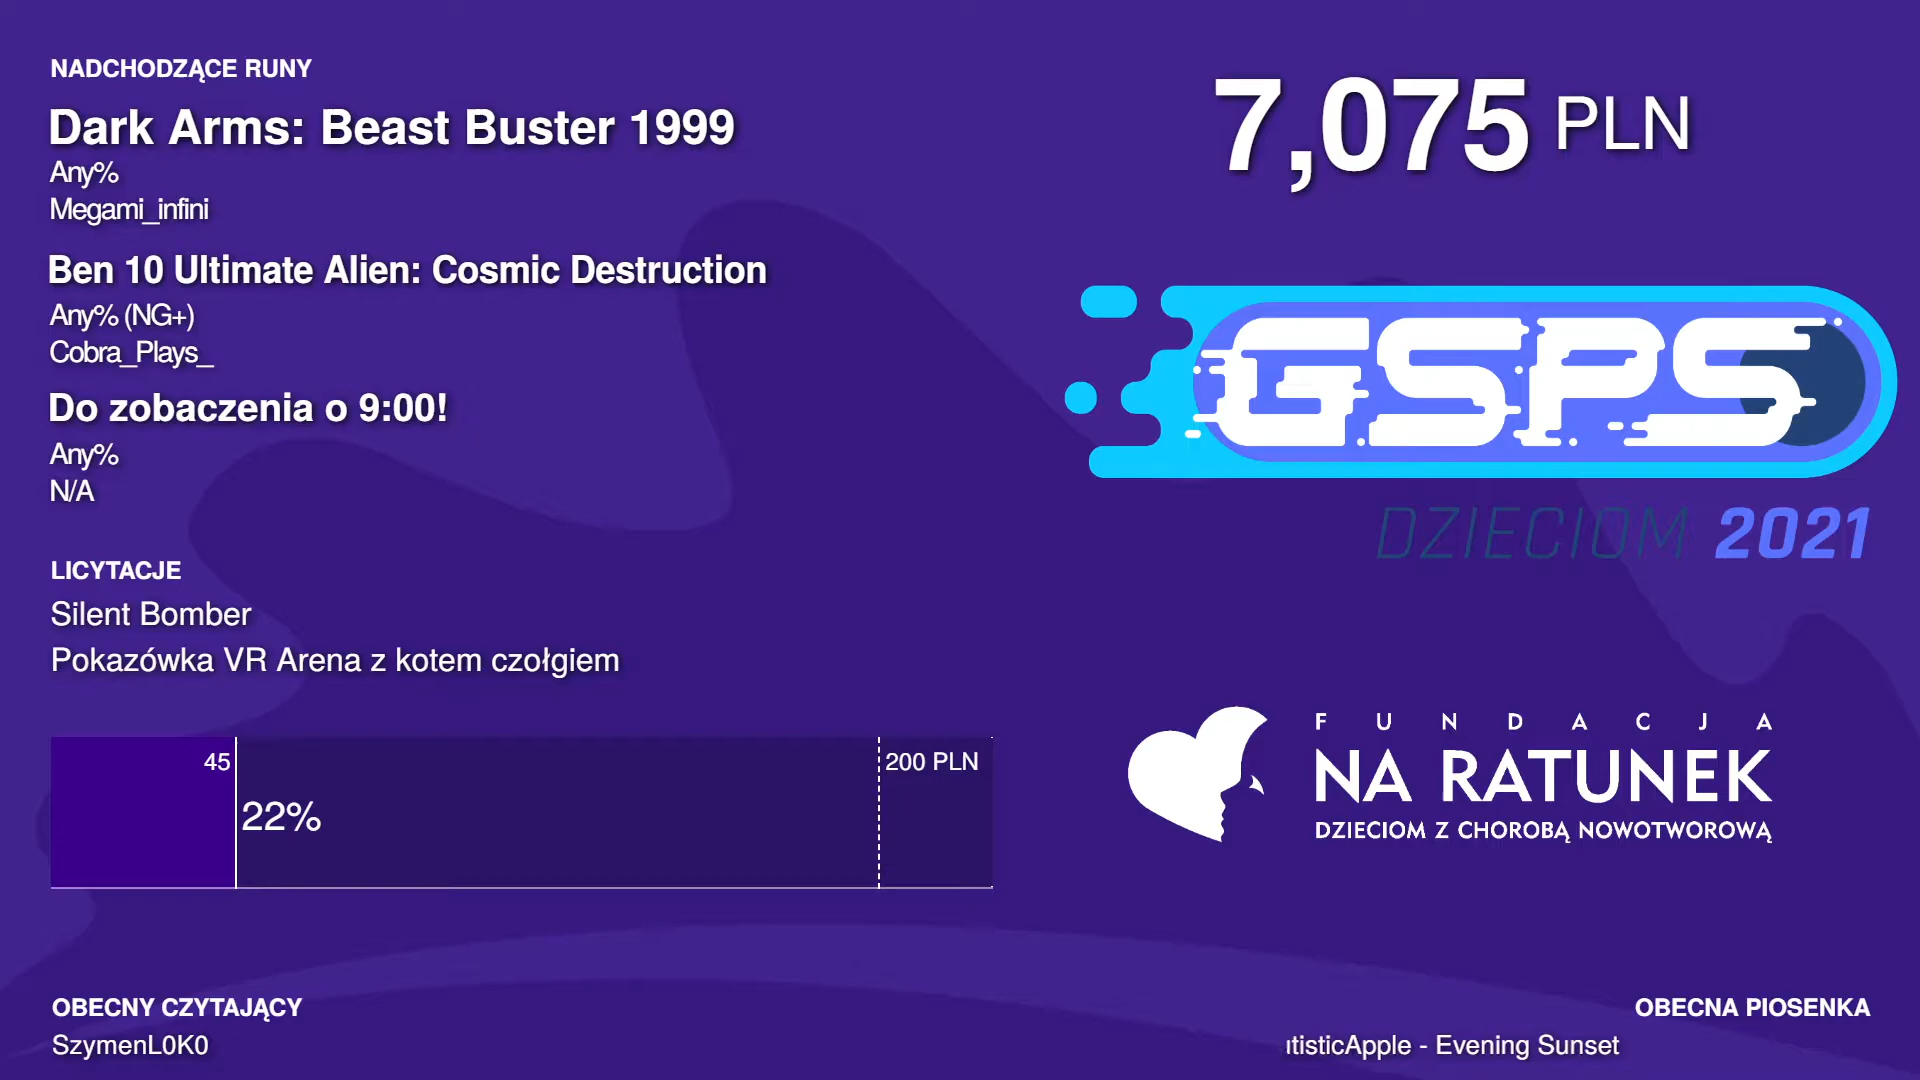 NADCHODZĄCE RUNY
Dark Arms: Beast Buster 1999
Any%
Megami_infini
Ben 10 Ultimate Alien: Cosmic Destruction
Any% (NG+)
Cobra_Plays_
Do zobaczenia o 9:00!
Any%
N/A
LICYTACJE
Silent Bomber
Pokazówka VR Arena z kotem czołgiem
45
200 PLN
22%
OBECNY CZYTAJĄCY
SzymenL0K0
7,075 PLN
GSPS
DZIECIOM 2021
FUNDACJA
NA RATUNEK
DZIECIOM Z CHOROBĄ NOWOTWOROWĄ
OBECNA PIOSENKA
tisticApple - Evening Sunset